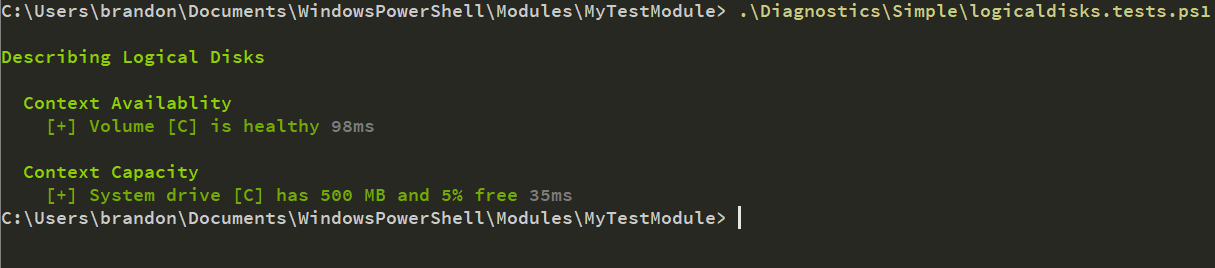 C:\Users\brandon\Documents\WindowsPowerShell\Modules\MyTestModule> .\Diagnostics\Simple\logicaldisks.tests.ps1
Describing Logical Disks
Context Availablity
[+] Volume [C] is healthy 98ms
Context Capacity
[+] System drive [C] has 500 MB and 5% free 35ms
C:\Users\brandon\Documents\WindowsPowerShell\Modules\MyTestModule>